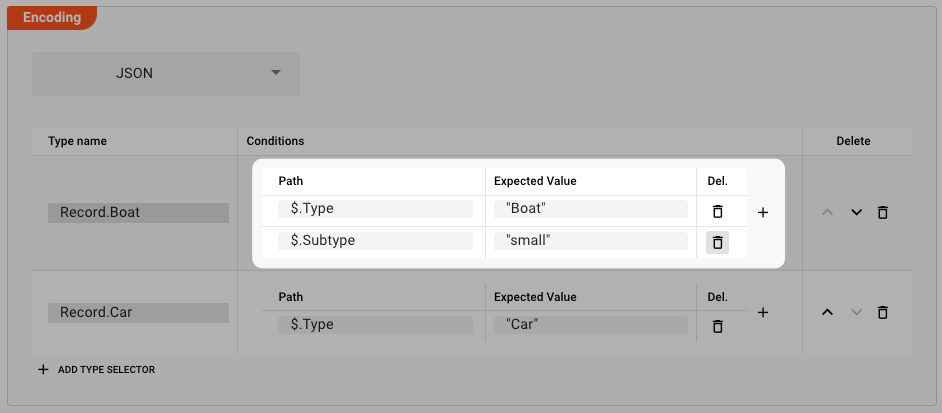 Encoding
JSON
Type name Conditions Delete
Path Expected Value Del.
Record.Boat $.Type "Boat"
$.Subtype "small"
Path Expected Value Del.
Record.Car $.Type "Car"
ADD TYPE SELECTOR